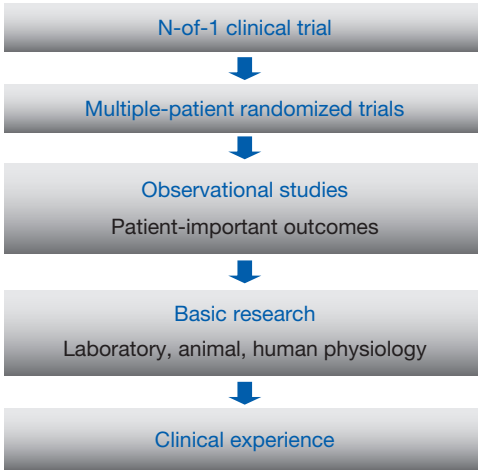 N-of-1 clinical trial
Multiple-patient randomized trials
Observational studies
Patient-important outcomes
Basic research
Laboratory, animal, human physiology
Clinical experience